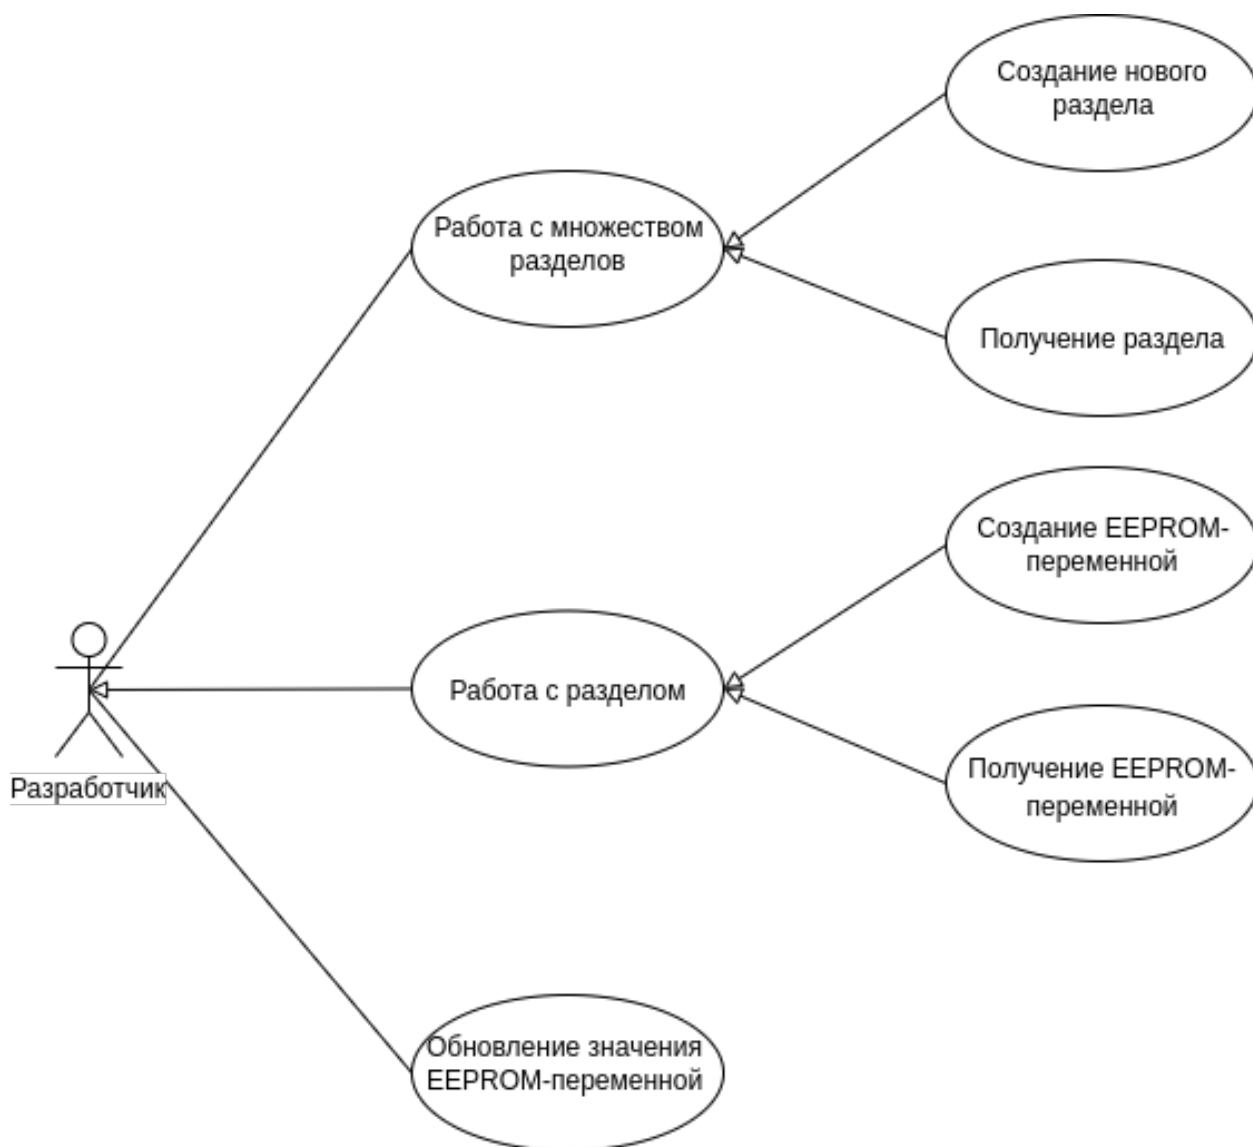 Создание нового
раздела
Работа с множеством
разделов
Получение раздела
Создание EEPROM-
переменной
Работа с разделом
Получение EEPROM-
переменной
Разработчик
Обновление значения
EEPROM-переменной